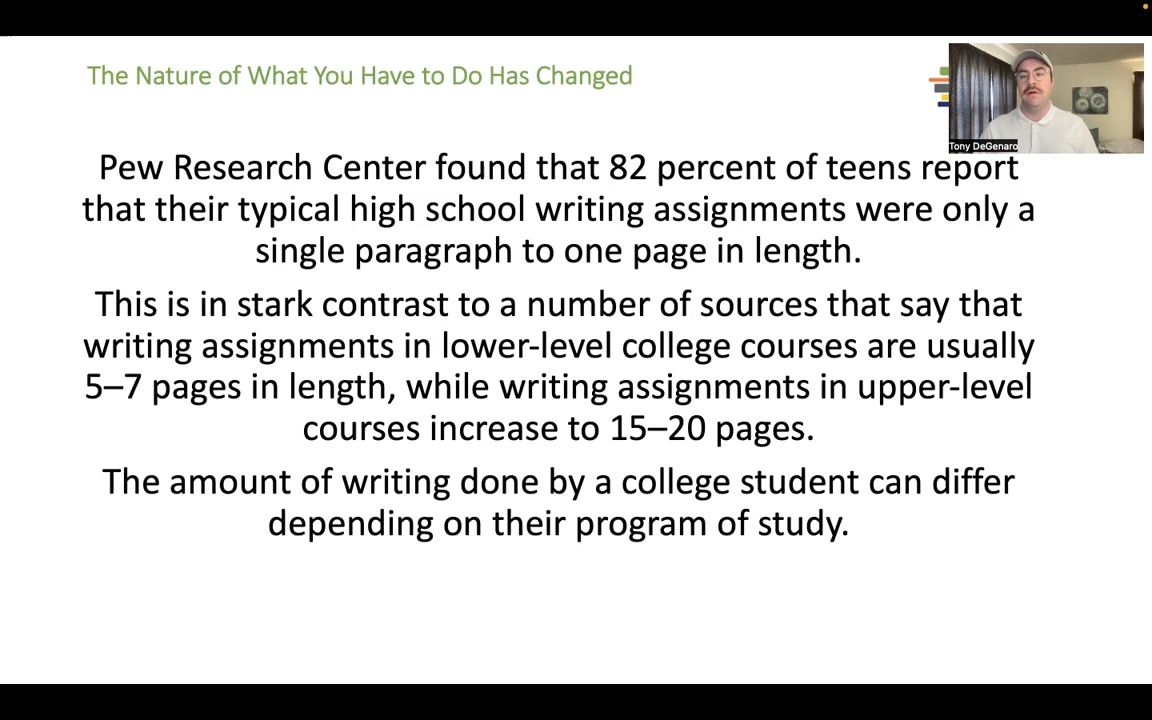 The Nature of What You Have to Do Has Changed
Tony DeGenaro
Pew Research Center found that 82 percent of teens report
that their typical high school writing assignments were only a
single paragraph to one page in length.
This is in stark contrast to a number of sources that say that
writing assignments in lower-level college courses are usually
5–7 pages in length, while writing assignments in upper-level
courses increase to 15–20 pages.
The amount of writing done by a college student can differ
depending on their program of study.